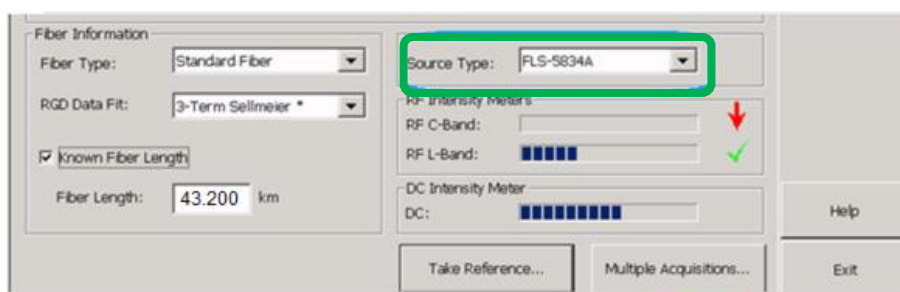 Fiber Information
Fiber Type: Standard Fiber
RGD Data Fit: 3-Term Sellmeier *
Known Fiber Length
Fiber Length: 43.200 km
Source Type: FLS-5834A
RF Intensity Meters
RF C-Band:
RF L-Band:
DC Intensity Meter
DC:
Take Reference...
Multiple Acquisitions...
Help
Exit